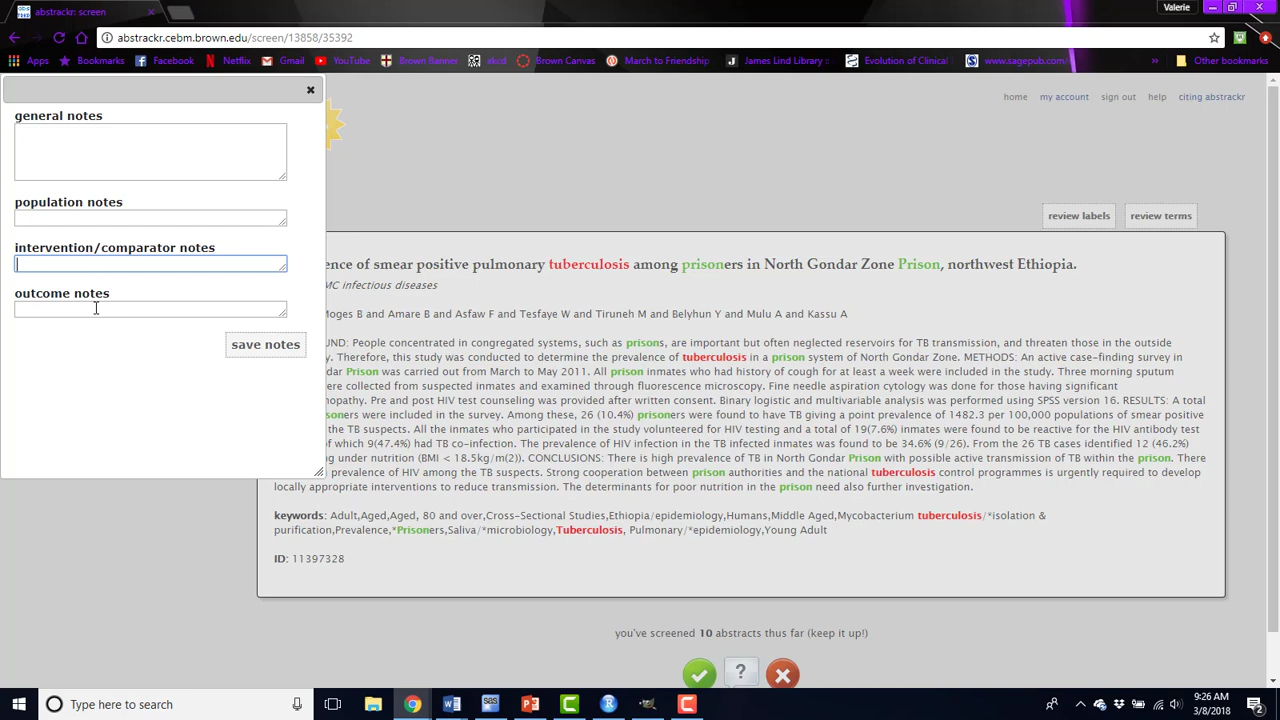 abstrackr: screen
Valerie
abstrackr.cebm.brown.edu/screen/13858/35392
Apps Bookmarks Facebook Netflix Gmail YouTube Brown Banner xkcd Brown Canvas March to Friendship James Lind Library :: Evolution of Clinical www.sagepub.com/ » Other bookmarks
home my account sign out help citing abstrackr
general notes
population notes
intervention/comparator notes
outcome notes
save notes
review labels review terms
ence of smear positive pulmonary tuberculosis among prisoners in North Gondar Zone Prison, northwest Ethiopia.
MC infectious diseases
Moges B and Amare B and Asfaw F and Tesfaye W and Tiruneh M and Belyhun Y and Mulu A and Kassu A
UND: People concentrated in congregated systems, such as prisons, are important but often neglected reservoirs for TB transmission, and threaten those in the outside
y. Therefore, this study was conducted to determine the prevalence of tuberculosis in a prison system of North Gondar Zone. METHODS: An active case-finding survey in
dar Prison was carried out from March to May 2011. All prison inmates who had history of cough for at least a week were included in the study. Three morning sputum
ere collected from suspected inmates and examined through fluorescence microscopy. Fine needle aspiration cytology was done for those having significant
nopathy. Pre and post HIV test counseling was provided after written consent. Binary logistic and multivariable analysis was performed using SPSS version 16. RESULTS: A total
soners were included in the survey. Among these, 26 (10.4%) prisoners were found to have TB giving a point prevalence of 1482.3 per 100,000 populations of smear positive
the TB suspects. All the inmates who participated in the study volunteered for HIV testing and a total of 19(7.6%) inmates were found to be reactive for the HIV antibody test
of which 9(47.4%) had TB co-infection. The prevalence of HIV infection in the TB infected inmates was found to be 34.6% (9/26). From the 26 TB cases identified 12 (46.2%)
ng under nutrition (BMI < 18.5kg/m(2)). CONCLUSIONS: There is high prevalence of TB in North Gondar Prison with possible active transmission of TB within the prison. There
prevalence of HIV among the TB suspects. Strong cooperation between prison authorities and the national tuberculosis control programmes is urgently required to develop
locally appropriate interventions to reduce transmission. The determinants for poor nutrition in the prison need also further investigation.
keywords: Adult,Aged,Aged, 80 and over,Cross-Sectional Studies,Ethiopia/epidemiology,Humans,Middle Aged,Mycobacterium tuberculosis/*isolation &
purification,Prevalence,*Prisoners,Saliva/*microbiology,Tuberculosis, Pulmonary/*epidemiology,Young Adult
ID: 11397328
you've screened 10 abstracts thus far (keep it up!)
?
Type here to search
9:26 AM
3/8/2018